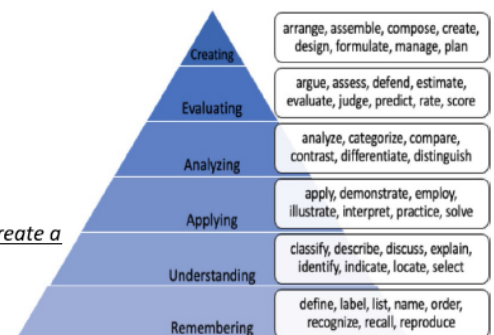 Creating
arrange, assemble, compose, create,
design, formulate, manage, plan
Evaluating
argue, assess, defend, estimate,
evaluate, judge, predict, rate, score
Analyzing
analyze, categorize, compare,
contrast, differentiate, distinguish
Applying
apply, demonstrate, employ,
illustrate, interpret, practice, solve
reate a
Understanding
classify, describe, discuss, explain,
identify, indicate, locate, select
Remembering
define, label, list, name, order,
recognize, recall, reproduce